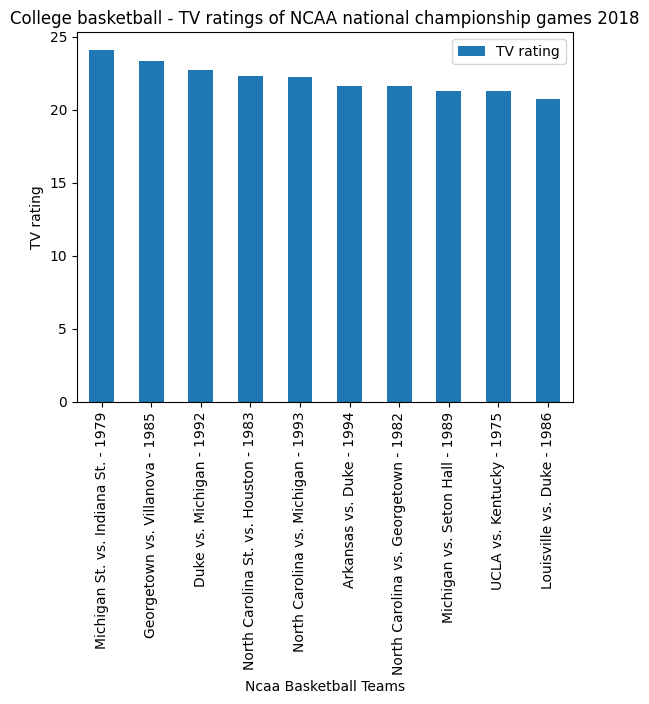 College basketball - TV ratings of NCAA national championship games 2018
TV rating
TV rating
25
20
15
10
5
0
Michigan St. vs. Indiana St. - 1979
Georgetown vs. Villanova - 1985
Duke vs. Michigan - 1992
North Carolina St. vs. Houston - 1983
North Carolina vs. Michigan - 1993
Arkansas vs. Duke - 1994
North Carolina vs. Georgetown - 1982
Michigan vs. Seton Hall - 1989
UCLA vs. Kentucky - 1975
Louisville vs. Duke - 1986
Ncaa Basketball Teams